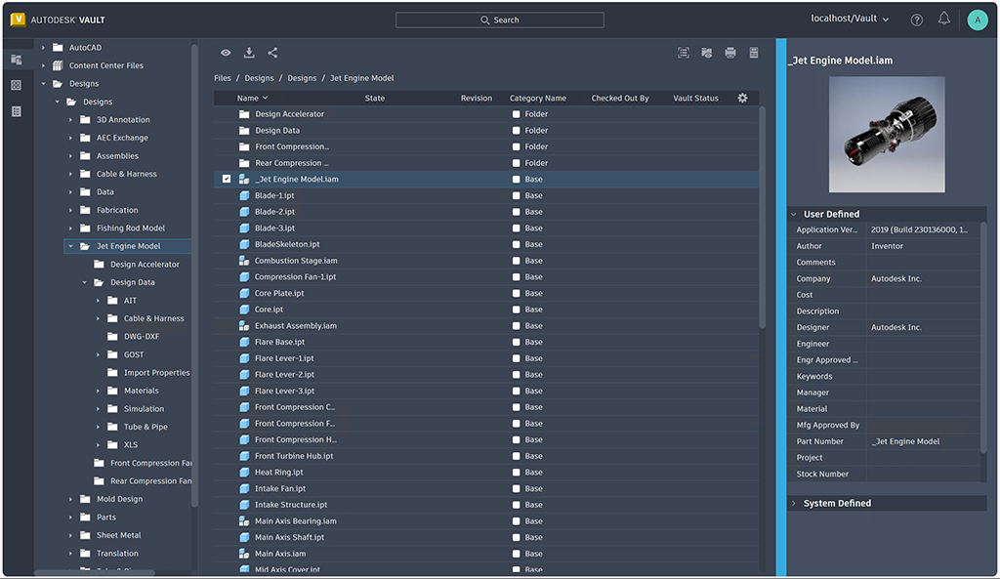 V AUTODESK VAULT
Search
localhost/Vault
? A
AutoCAD
Content Center Files
Designs
Designs
3D Annotation
AEC Exchange
Assemblies
Cable & Harness
Data
Fabrication
Fishing Rod Model
Jet Engine Model
Design Accelerator
Design Data
AIT
Cable & Harness
DWG-DXF
GOST
Import Properties
Materials
Simulation
Tube & Pipe
XLS
Front Compression Fan
Rear Compression Fan
Mold Design
Parts
Sheet Metal
Translation
Files / Designs / Designs / Jet Engine Model
Name State Revision Category Name Checked Out By Vault Status
Design Accelerator Folder
Design Data Folder
Front Compression... Folder
Rear Compression ... Folder
_Jet Engine Model.iam Base
Blade-1.ipt Base
Blade-2.ipt Base
Blade-3.ipt Base
BladeSkeleton.ipt Base
Combustion Stage.iam Base
Compression Fan-1.ipt Base
Core Plate.ipt Base
Core.ipt Base
Exhaust Assembly.iam Base
Flare Base.ipt Base
Flare Lever-1.ipt Base
Flare Lever-2.ipt Base
Flare Lever-3.ipt Base
Front Compression C... Base
Front Compression F... Base
Front Compression H... Base
Front Turbine Hub.ipt Base
Heat Ring.ipt Base
Intake Fan.ipt Base
Intake Structure.ipt Base
Main Axis Bearing.iam Base
Main Axis Shaft.ipt Base
Main Axis.iam Base
Mid Axis Cover.ipt Base
_Jet Engine Model.iam
User Defined
Application Ver... 2019 (Build 230136000, 1...
Author Inventor
Comments
Company Autodesk Inc.
Cost
Description
Designer Autodesk Inc.
Engineer
Engr Approved ...
Keywords
Manager
Material
Mfg Approved By
Part Number _Jet Engine Model
Project
Stock Number
System Defined